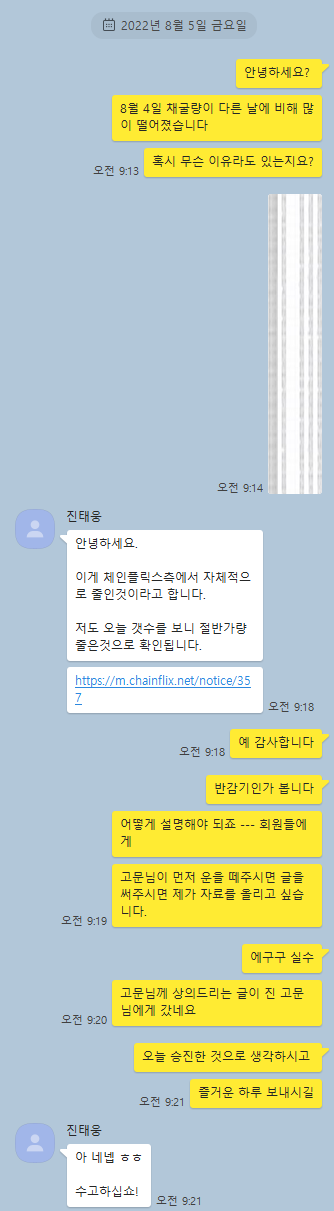 2022년 8월 5일 금요일
안녕하세요?
8월 4일 채굴량이 다른 날에 비해 많
이 떨어졌습니다
오전 9:13
혹시 무슨 이유라도 있는지요?
오전 9:14
진태웅
안녕하세요.
이게 체인플릭스측에서 자체적으
로 줄인것이라고 합니다.
저도 오늘 갯수를 보니 절반가량
줄은것으로 확인됩니다.
https://m.chainflix.net/notice/35
7
오전 9:18
예 감사합니다
오전 9:18
반감기인가 봅니다
어떻게 설명해야 되죠 --- 회원들에
게
고문님이 먼저 운을 떼주시면 글을
써주시면 제가 자료를 올리고 싶습
니다.
오전 9:19
에구구 실수
고문님께 상의드리는 글이 진 고문
님에게 갔네요
오전 9:20
오늘 승진한 것으로 생각하시고
즐거운 하루 보내시길
오전 9:21
진태웅
아 네넵 ㅎㅎ
수고하십쇼!
오전 9:21